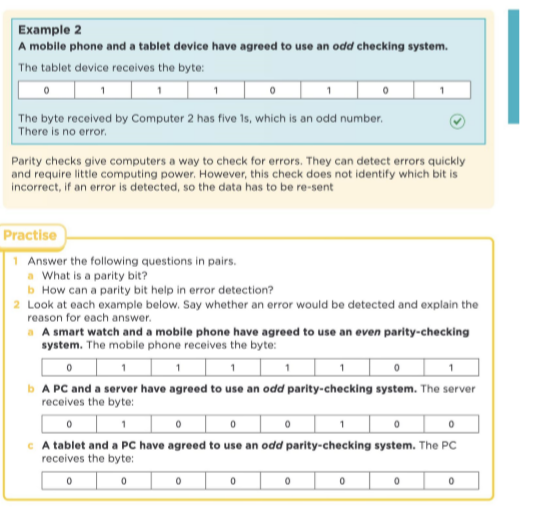 Example 2
A mobile phone and a tablet device have agreed to use an odd checking system.
The tablet device receives the byte:
0 1 1 1 0 1 0 1
The byte received by Computer 2 has five 1s, which is an odd number.
There is no error.
Parity checks give computers a way to check for errors. They can detect errors quickly
and require little computing power. However, this check does not identify which bit is
incorrect, if an error is detected, so the data has to be re-sent
Practise
1 Answer the following questions in pairs.
a What is a parity bit?
b How can a parity bit help in error detection?
2 Look at each example below. Say whether an error would be detected and explain the
reason for each answer.
a A smart watch and a mobile phone have agreed to use an even parity-checking
system. The mobile phone receives the byte:
0 1 1 1 1 1 0 1
b A PC and a server have agreed to use an odd parity-checking system. The server
receives the byte:
0 1 0 0 0 1 0 0
c A tablet and a PC have agreed to use an odd parity-checking system. The PC
receives the byte:
0 0 0 0 0 0 0 0